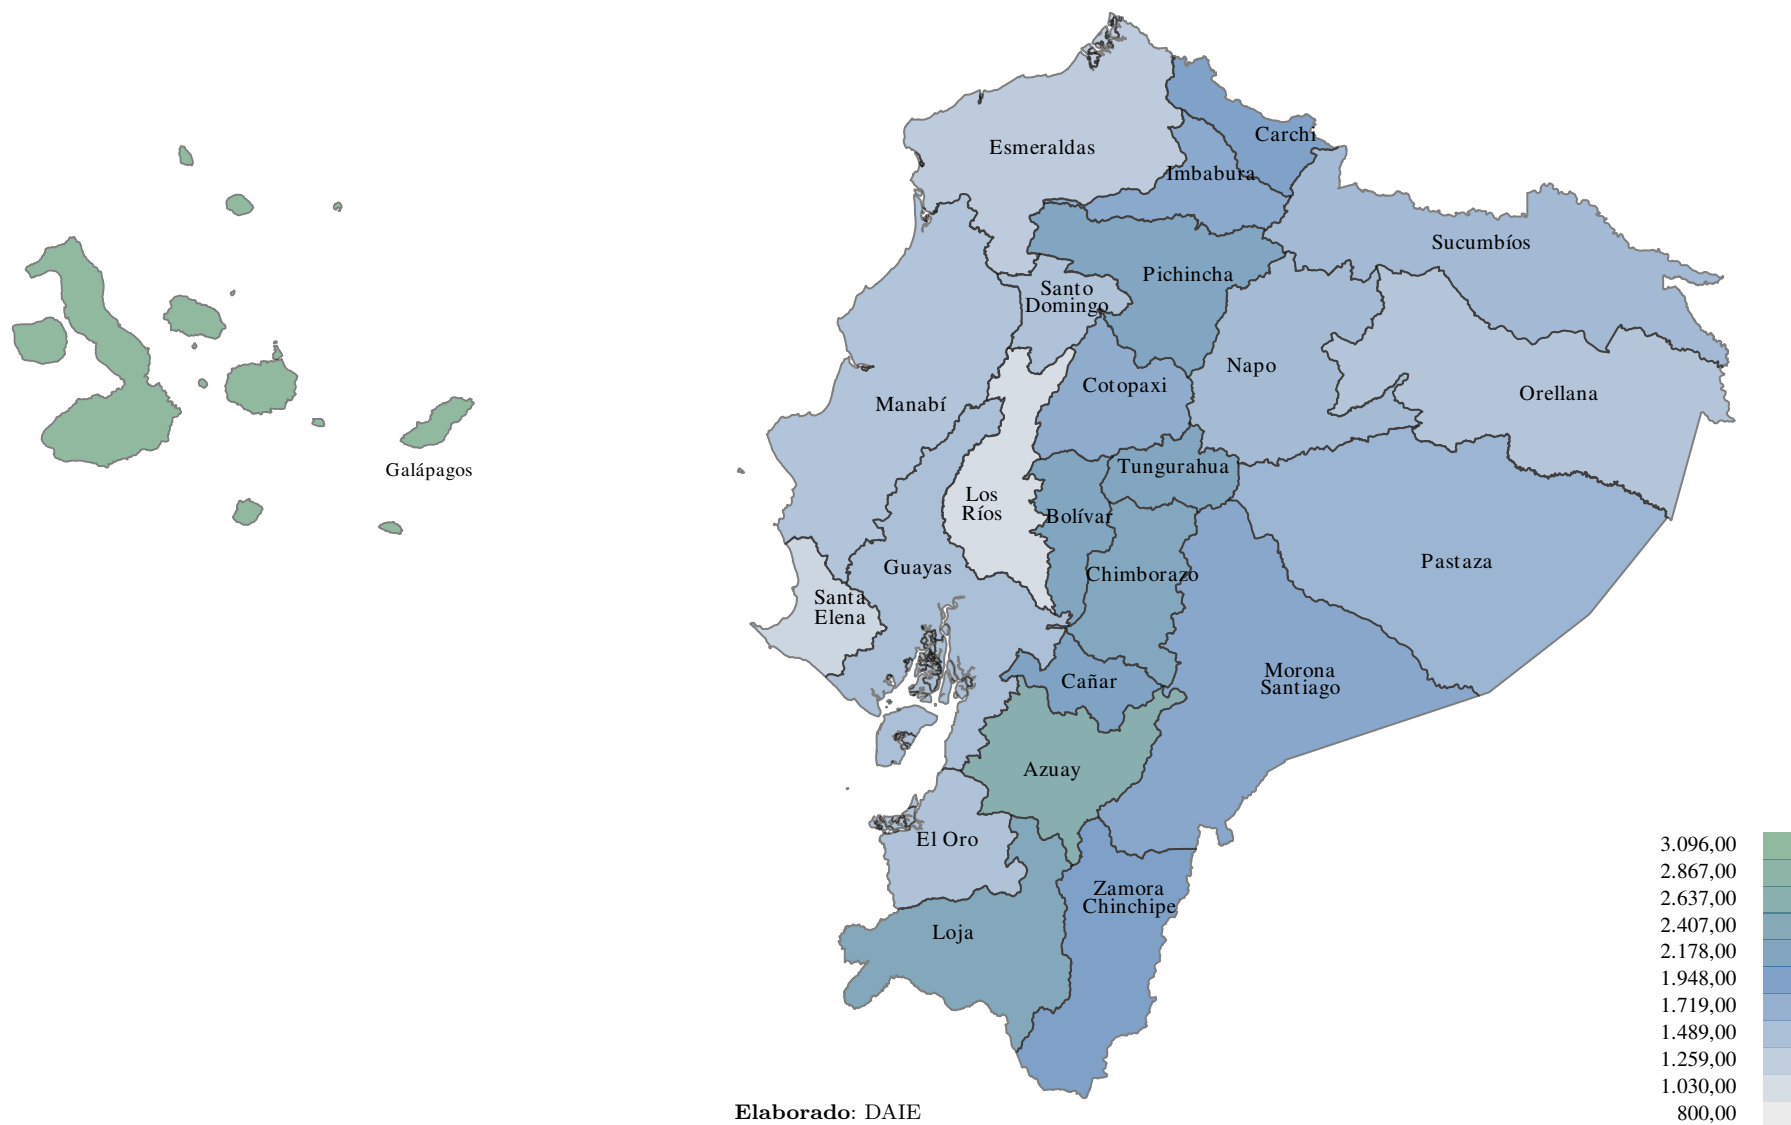 Esmeraldas
Carchi
Imbabura
Sucumbíos
Pichincha
Santo
Domingo
Napo
Cotopaxi
Orellana
Manabí
Galápagos
Tungurahua
Los
Ríos
Bolívar
Guayas
Chimborazo
Pastaza
Santa
Elena
Morona
Santiago
Cañar
Azuay
El Oro
Zamora
Chinchipe
Loja
3.096,00
2.867,00
2.637,00
2.407,00
2.178,00
1.948,00
1.719,00
1.489,00
1.259,00
1.030,00
800,00
Elaborado: DAIE